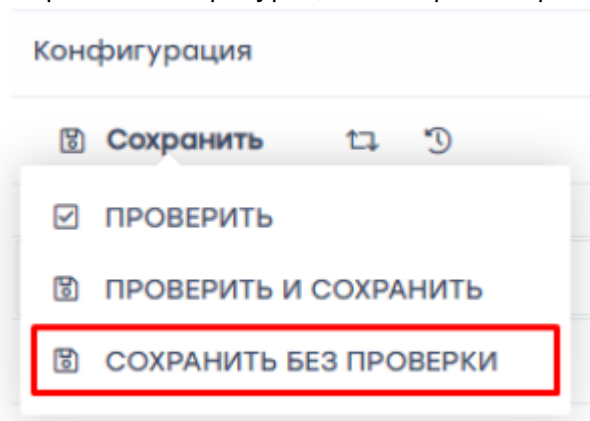 Конфигурация
Сохранить
ПРОВЕРИТЬ
ПРОВЕРИТЬ И СОХРАНИТЬ
СОХРАНИТЬ БЕЗ ПРОВЕРКИ